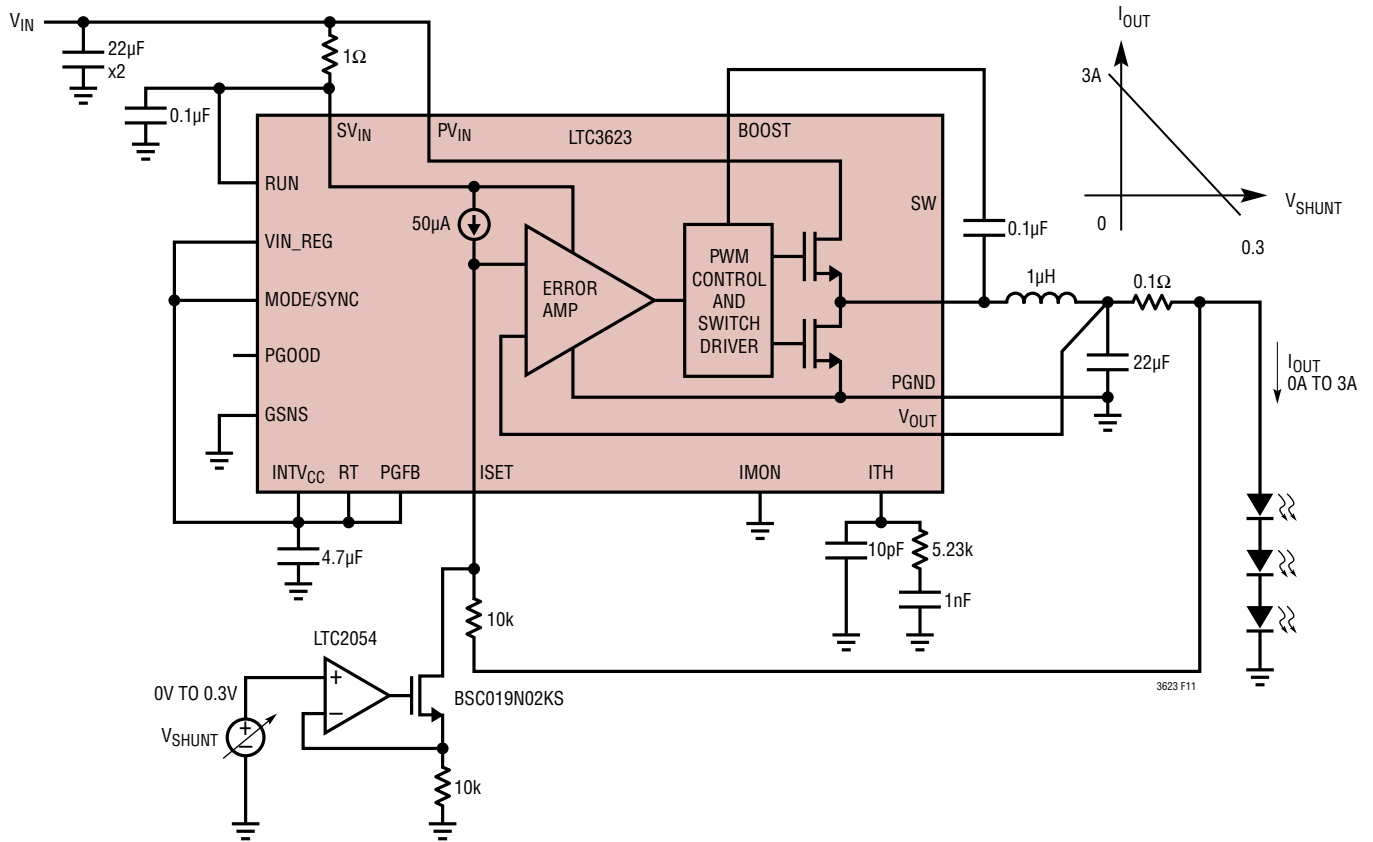 VIN
22µF
x2
1Ω
0.1µF
SVIN
PVIN
LTC3623
BOOST
RUN
VIN_REG
MODE/SYNC
PGOOD
GSNS
INTVCC
RT
PGFB
ISET
IMON
ITH
50µA
ERROR
AMP
PWM
CONTROL
AND
SWITCH
DRIVER
SW
PGND
VOUT
0.1µF
1µH
0.1Ω
22µF
IOUT
0A TO 3A
IOUT
3A
0
VSHUNT
0.3
4.7µF
10pF
5.23k
1nF
10k
LTC2054
0V TO 0.3V
+
–
+
–
VSHUNT
BSC019N02KS
10k
3623 F11